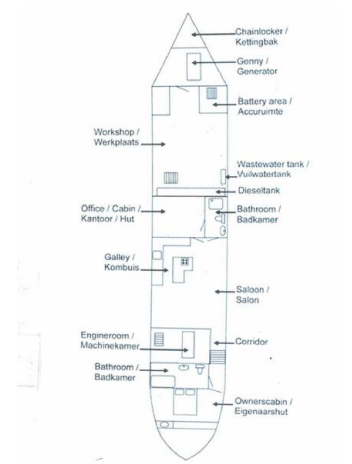 Chainlocker /
Kettingbak
Genny /
Generator
Battery area /
Accuruimte
Workshop /
Werkplaats
Wastewater tank /
Vuilwatertank
Dieseltank
Office / Cabin /
Kantoor / Hut
Bathroom /
Badkamer
Galley /
Kombuis
Saloon /
Salon
Engineroom /
Machinekamer
Corridor
Bathroom /
Badkamer
Ownerscabin /
Eigenaarshut